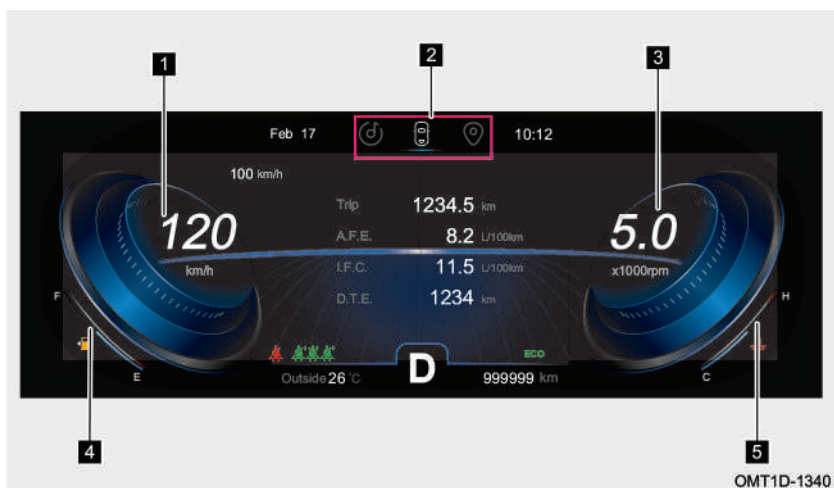 1
2
3
Feb 17
10:12
100 km/h
120
km/h
Trip 1234.5 km
A.F.E. 8.2 L/100km
I.F.C. 11.5 L/100km
D.T.E. 1234 km
5.0
x1000rpm
F
E
H
C
ECO
Outside 26 °C
D
999999 km
4
5
OMT1D-1340